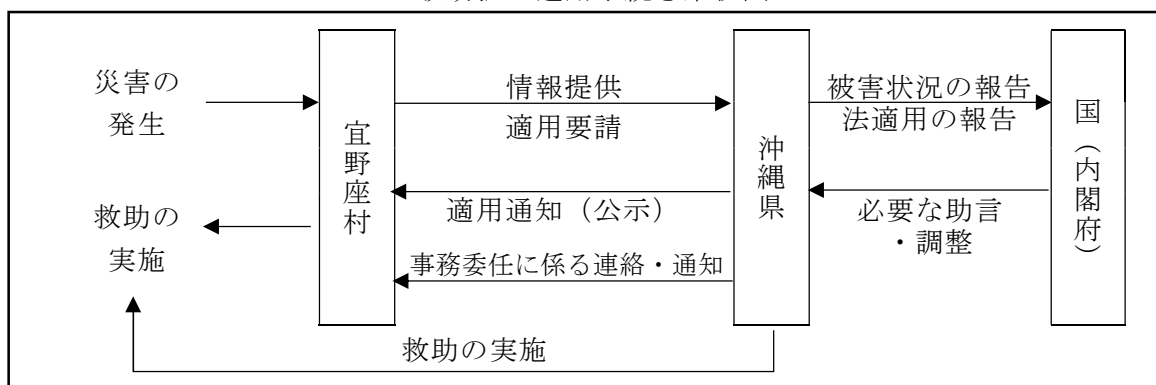 災害の
発生
救助の
実施
宜野座村
情報提供
適用要請
適用通知（公示）
事務委任に係る連絡・通知
救助の実施
沖縄県
被害状況の報告
法適用の報告
必要な助言
・調整
国（内閣府）